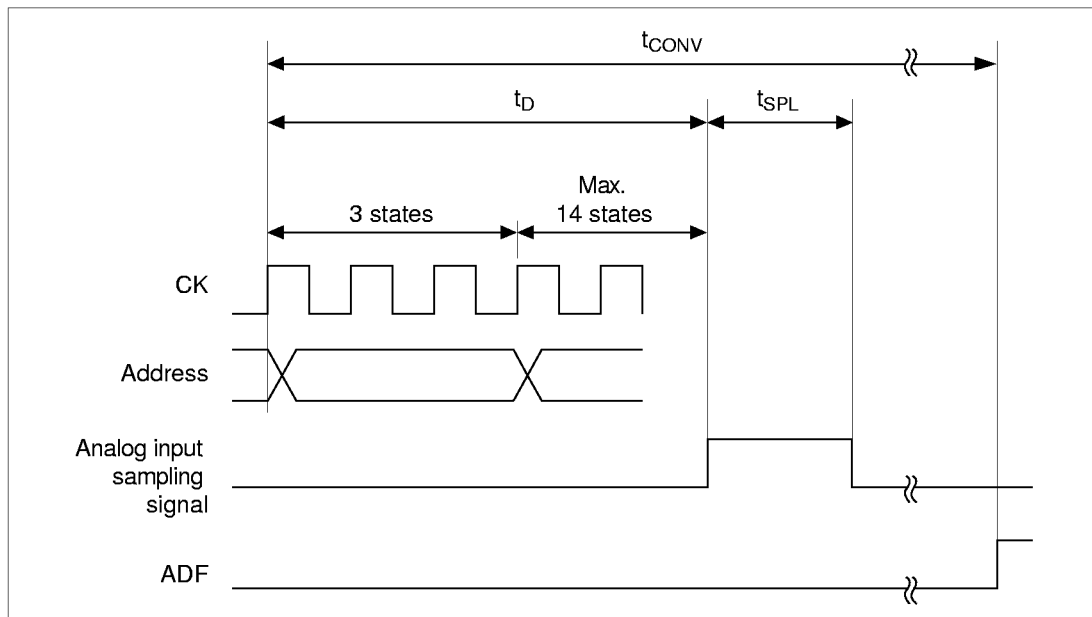 tCONV
tD
tSPL
3 states
Max.
14 states
CK
Address
Analog input
sampling
signal
ADF